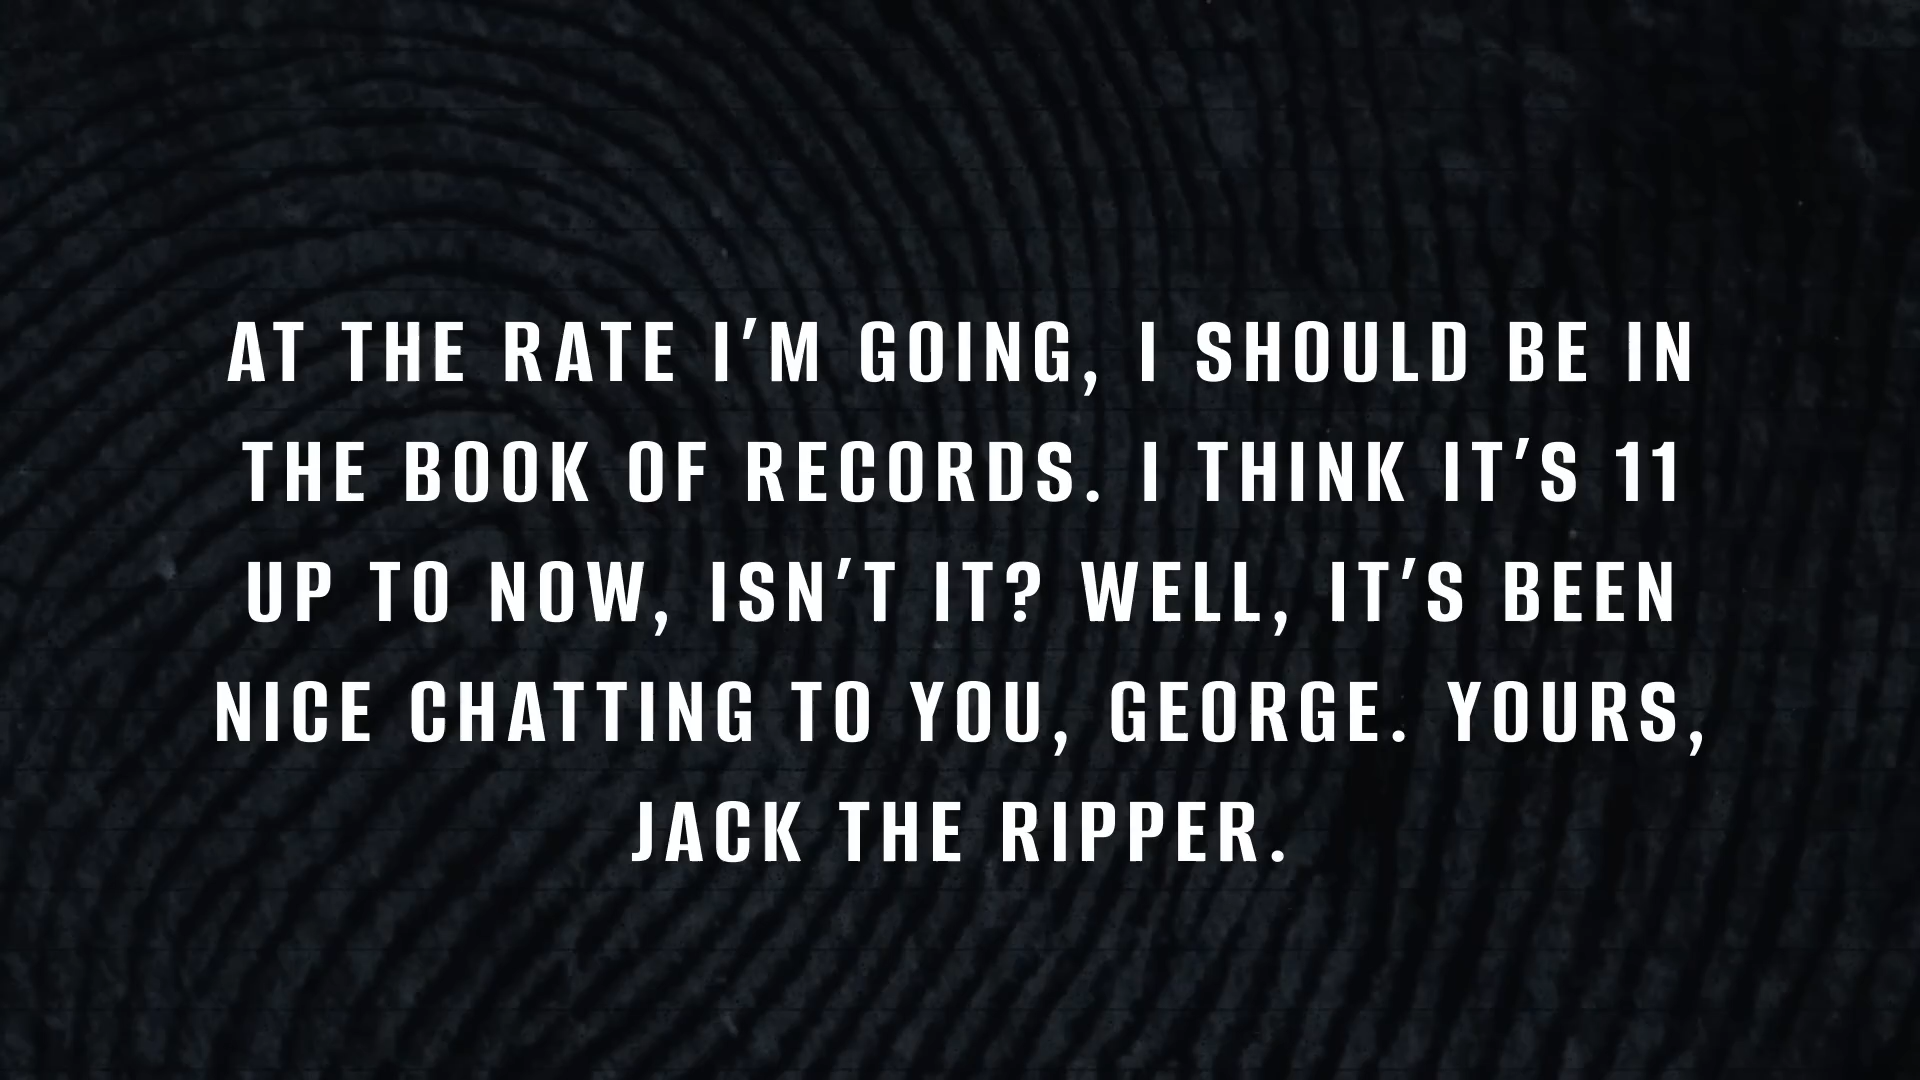 AT THE RATE I'M GOING, I SHOULD BE IN
THE BOOK OF RECORDS. I THINK IT'S 11
UP TO NOW, ISN'T IT? WELL, IT'S BEEN
NICE CHATTING TO YOU, GEORGE. YOURS,
JACK THE RIPPER.